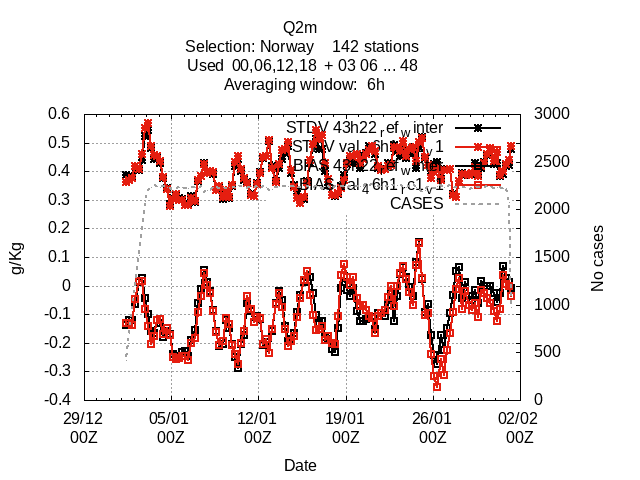 Q2m
Selection: Norway 142 stations
Used 00,06,12,18 + 03 06 ... 48
Averaging window: 6h
0.6
0.5
0.4
0.3
0.2
0.1
0
-0.1
-0.2
-0.3
-0.4
3000
2500
2000
1500
1000
500
0
g/Kg
No cases
STDV 43h22_ref_winter
CASES
29/12 05/01 12/01 19/01 26/01 02/02
00Z 00Z 00Z 00Z 00Z 00Z
Date